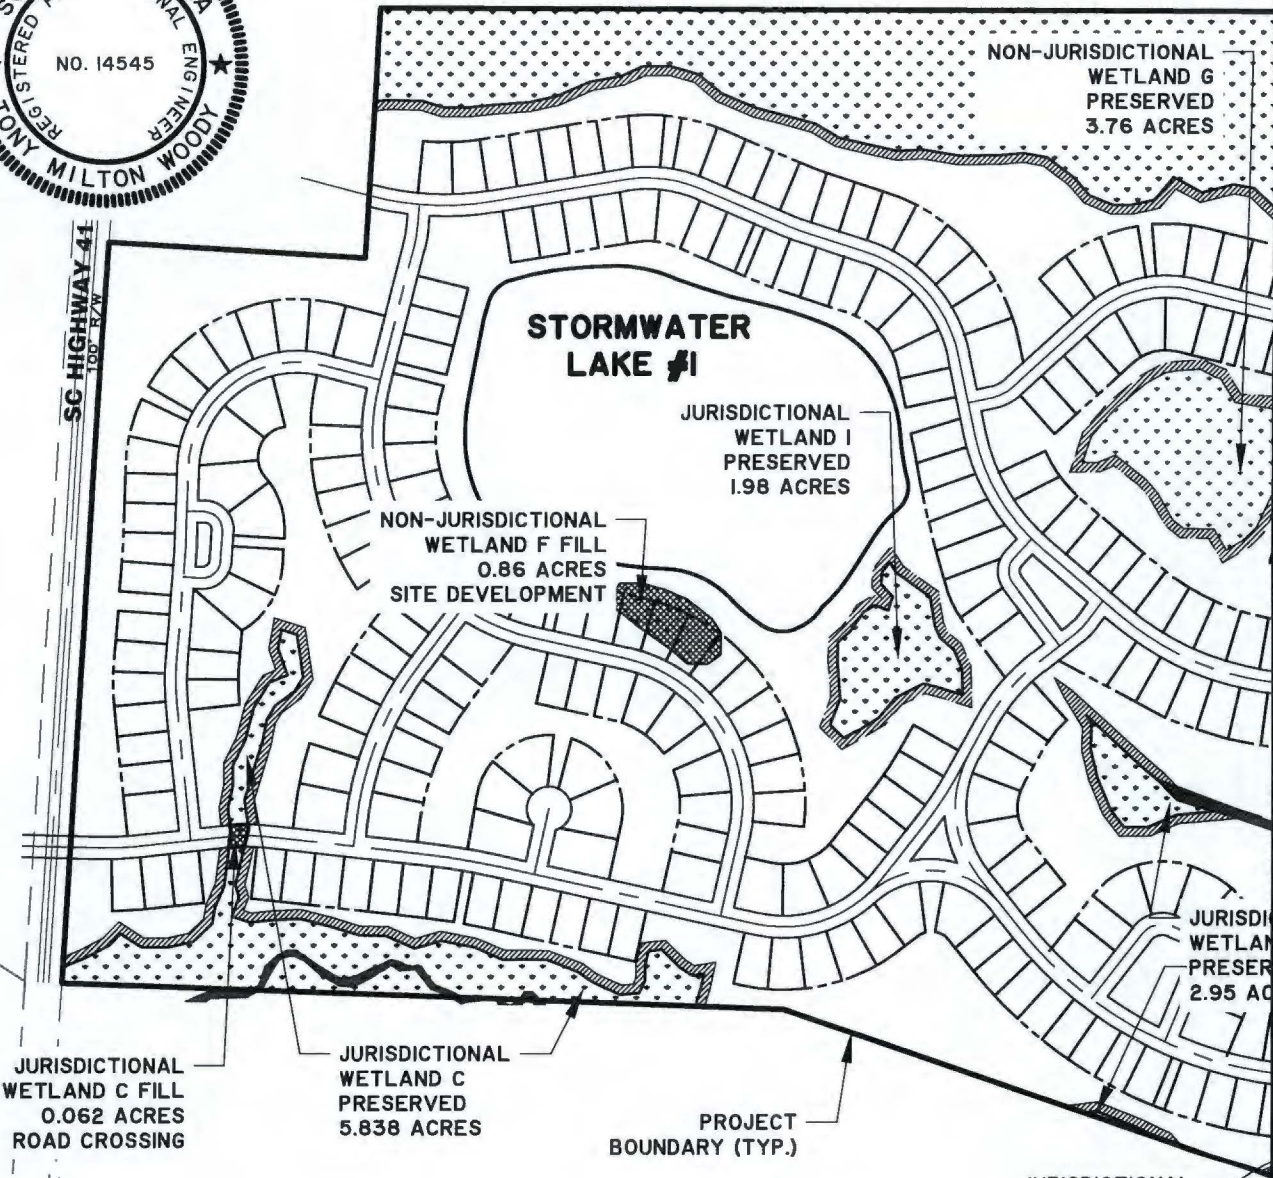 REGISTERED
ENGINEER
NO. 14545
TONY MILTON WOODY
NON-JURISDICTIONAL
WETLAND G
PRESERVED
3.76 ACRES
SC HIGHWAY 41
100' R/W
STORMWATER
LAKE #1
JURISDICTIONAL
WETLAND I
PRESERVED
1.98 ACRES
NON-JURISDICTIONAL
WETLAND F FILL
0.86 ACRES
SITE DEVELOPMENT
JURISDI
WETLAN
PRESER
2.95 AC
JURISDICTIONAL
WETLAND C FILL
0.062 ACRES
ROAD CROSSING
JURISDICTIONAL
WETLAND C
PRESERVED
5.838 ACRES
PROJECT
BOUNDARY (TYP.)